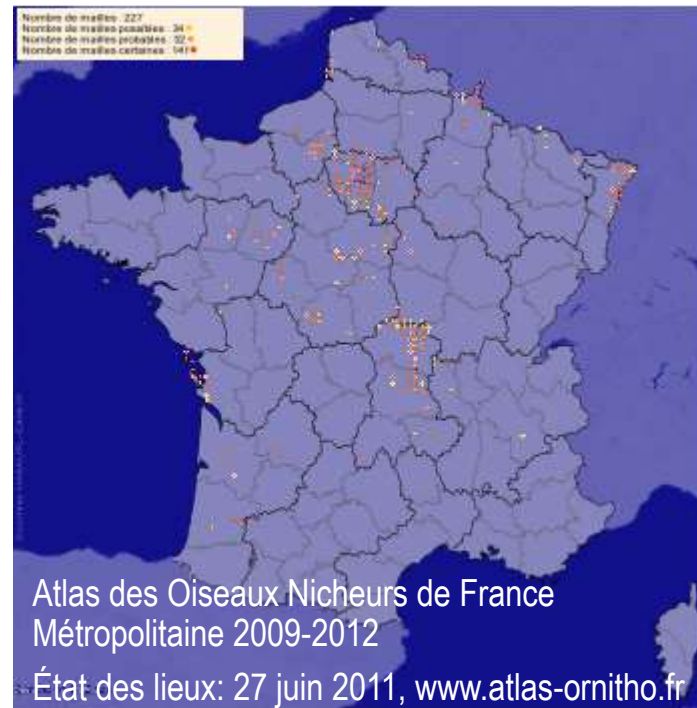 Nombre de mailles : 227
Nombre de mailles possibles : 34
Nombre de mailles probables : 52
Nombre de mailles certaines : 141
Atlas des Oiseaux Nicheurs de France
Métropolitaine 2009-2012
État des lieux: 27 juin 2011, www.atlas-ornitho.fr